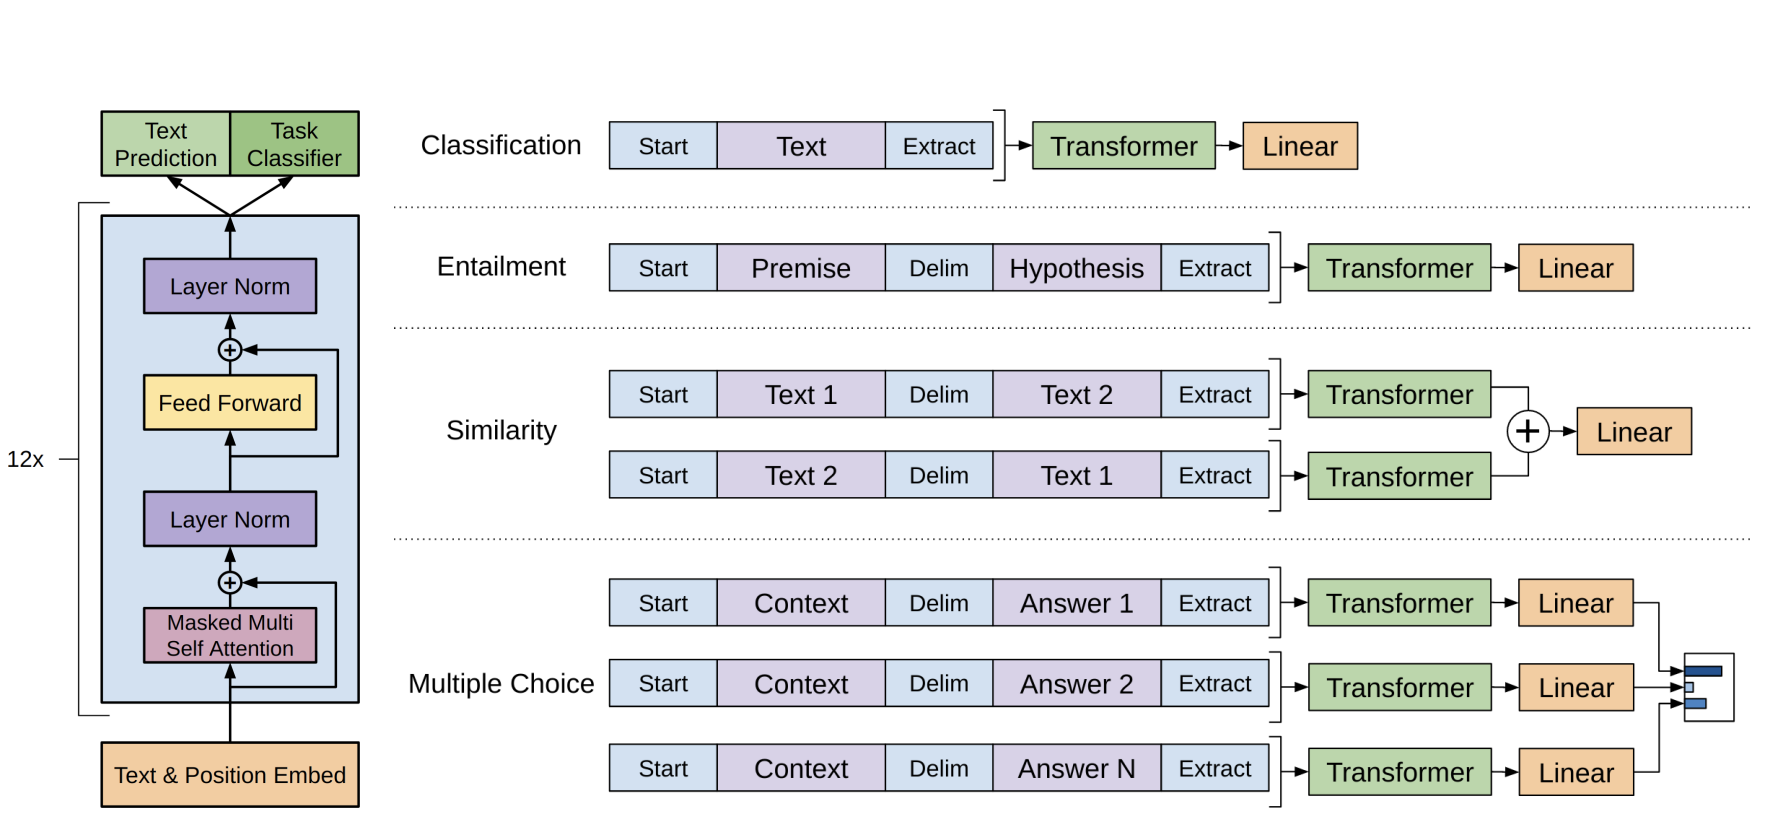 Text
Prediction
Task
Classifier
Layer Norm
Feed Forward
12x
Layer Norm
Masked Multi
Self Attention
Text & Position Embed
Classification
Start Text Extract Transformer Linear
Entailment
Start Premise Delim Hypothesis Extract Transformer Linear
Similarity
Start Text 1 Delim Text 2 Extract Transformer
+ Linear
Start Text 2 Delim Text 1 Extract Transformer
Multiple Choice
Start Context Delim Answer 1 Extract Transformer Linear
Start Context Delim Answer 2 Extract Transformer Linear
Start Context Delim Answer N Extract Transformer Linear